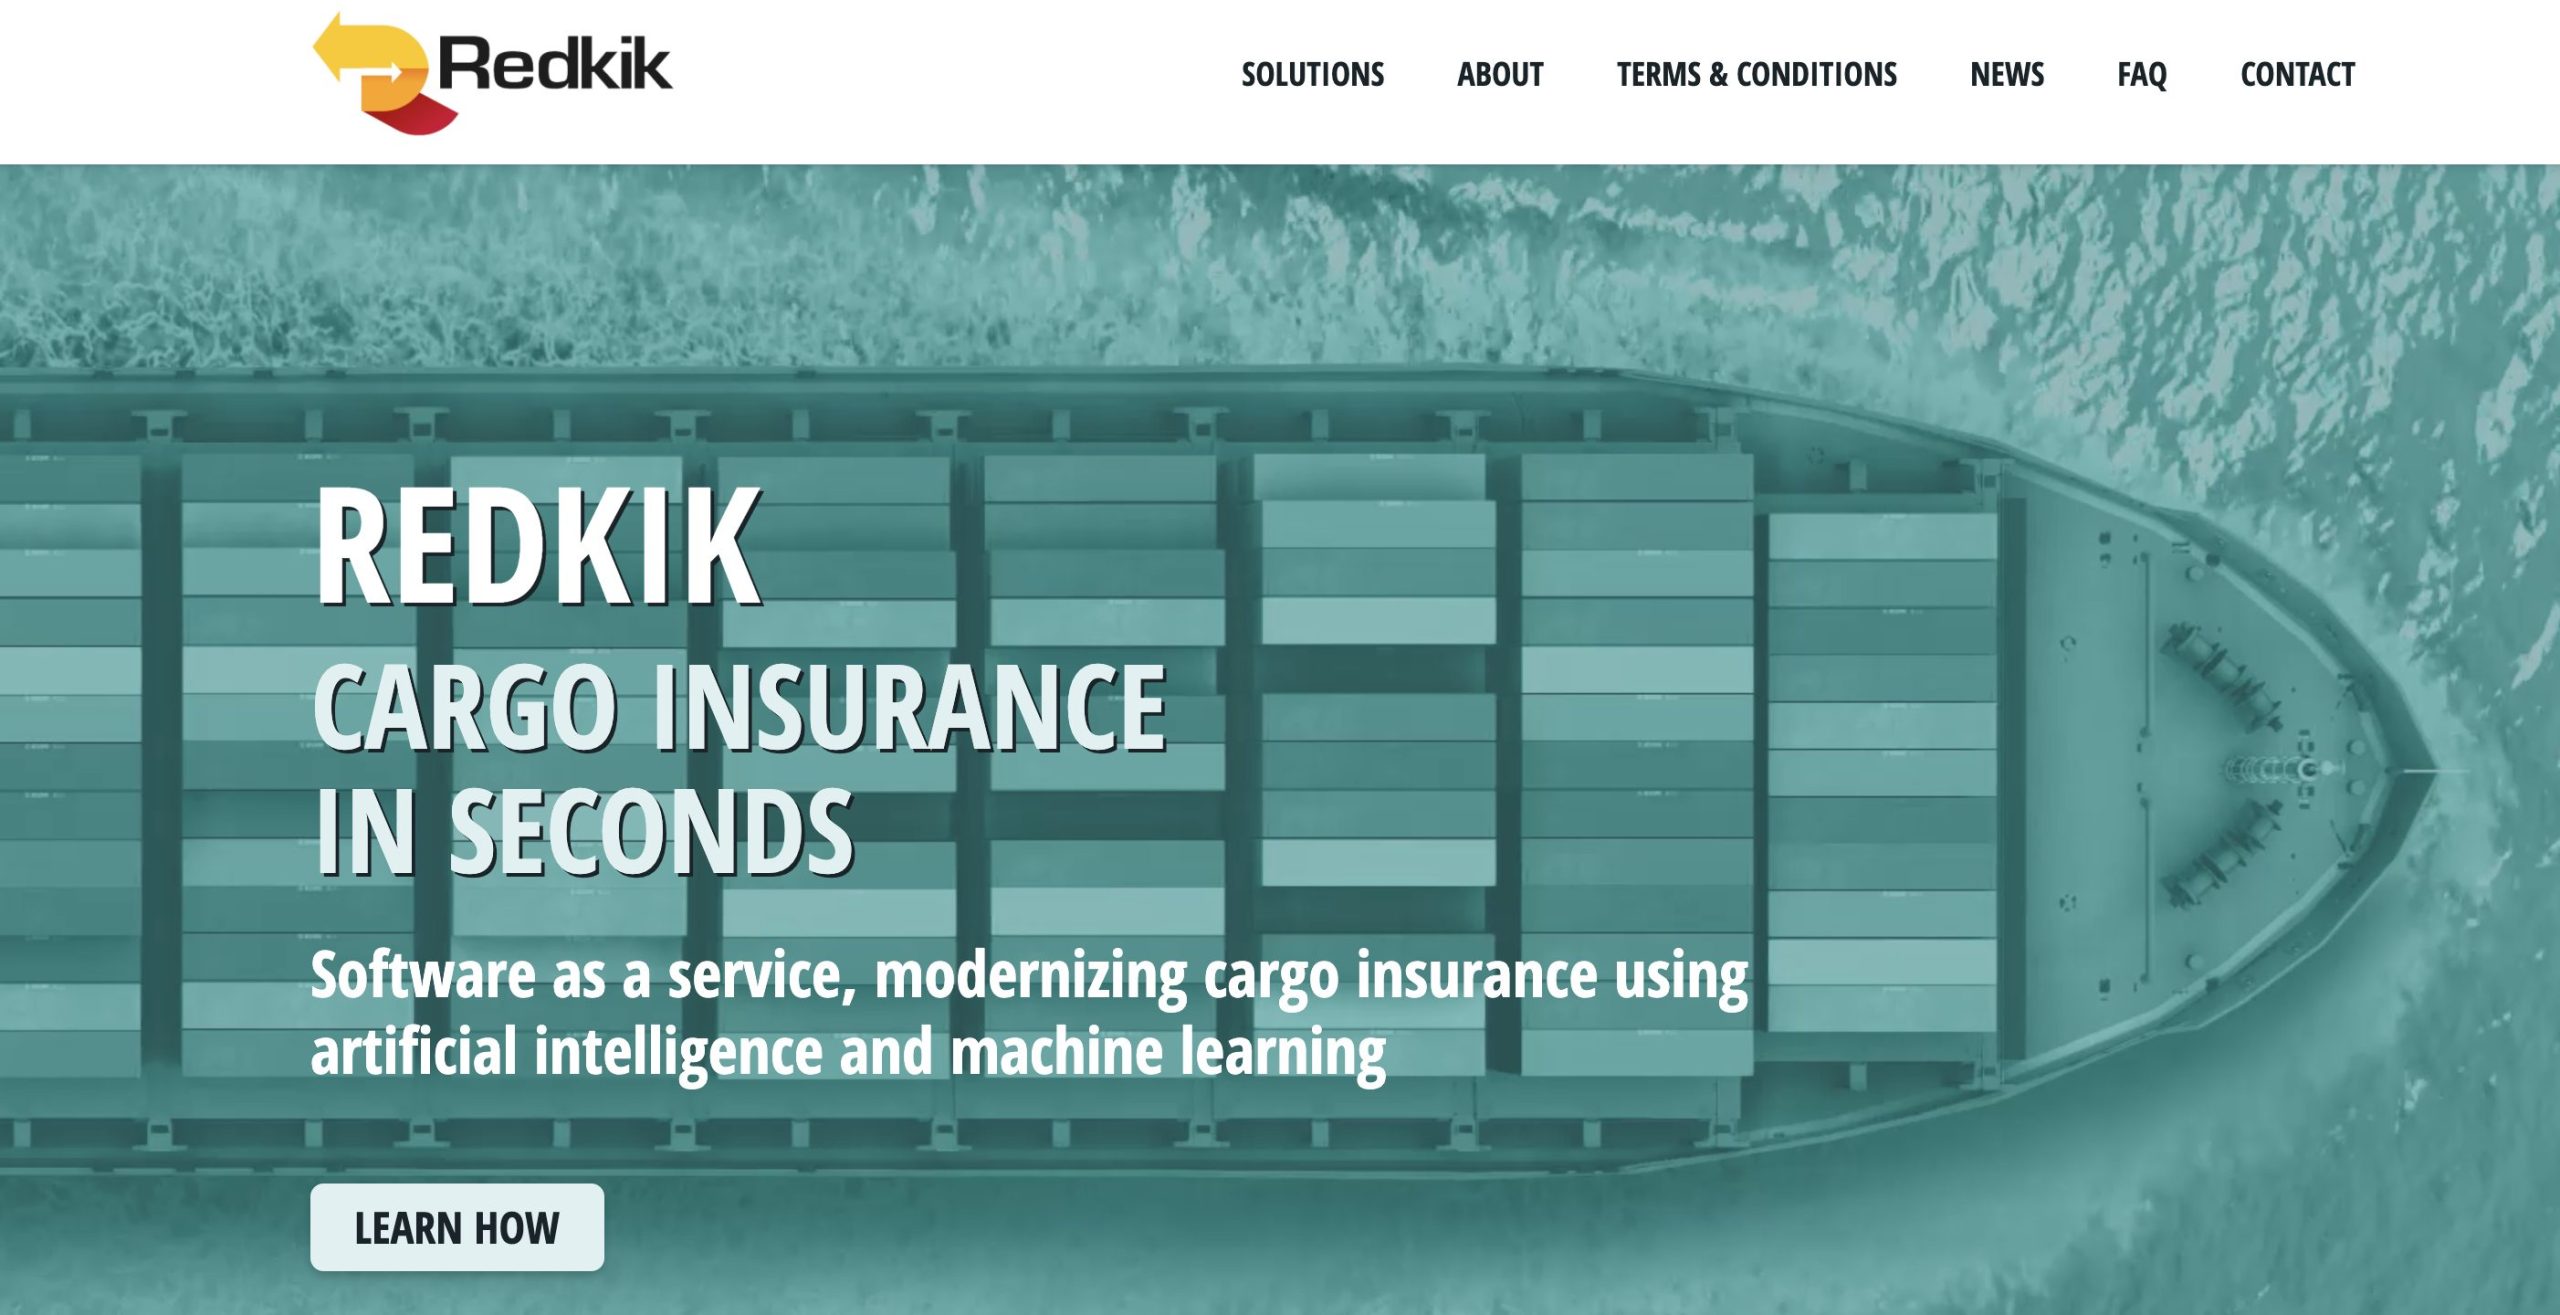 Redkik
SOLUTIONS
ABOUT
TERMS & CONDITIONS
NEWS
FAQ
CONTACT
REDKIK
CARGO INSURANCE
IN SECONDS
Software as a service, modernizing cargo insurance using
artificial intelligence and machine learning
LEARN HOW